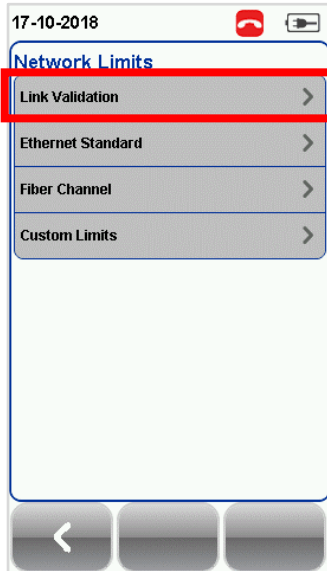 17-10-2018
Network Limits
Link Validation
Ethernet Standard
Fiber Channel
Custom Limits